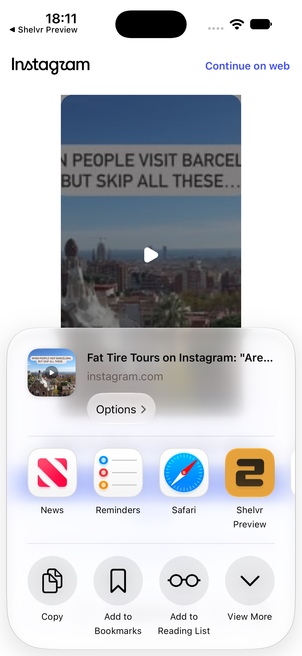 18:11
◀ Shelvr Preview
Instagram
Continue on web
N PEOPLE VISIT BARCEL
BUT SKIP ALL THESE...
Fat Tire Tours on Instagram: "Are...
instagram.com
Options >
News
Reminders
Safari
Shelvr
Preview
Copy
Add to
Bookmarks
Add to
Reading List
View More